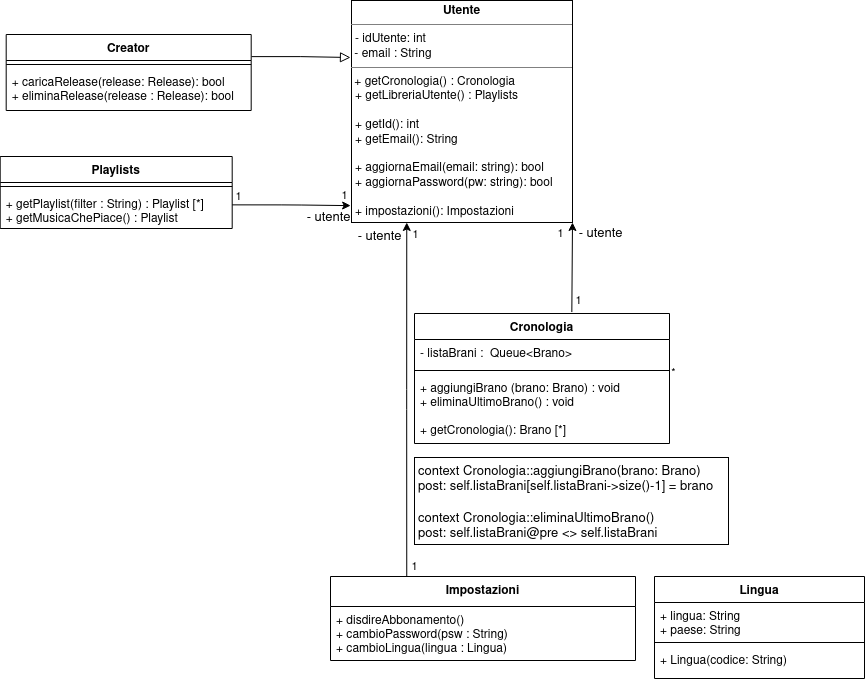 Utente
- idUtente: int
- email : String
+ getCronologia() : Cronologia
+ getLibreriaUtente() : Playlists
+ getId(): int
+ getEmail(): String
+ aggiornaEmail(email: string): bool
+ aggiornaPassword(pw: string): bool
+ impostazioni(): Impostazioni
Creator
+ caricaRelease(release: Release): bool
+ eliminaRelease(release : Release): bool
Playlists
+ getPlaylist(filter : String) : Playlist [*]
+ getMusicaChePiace() : Playlist
1
1
- utente
- utente
1
1
- utente
1
Cronologia
- listaBrani :  Queue<Brano>
*
+ aggiungiBrano (brano: Brano) : void
+ eliminaUltimoBrano() : void
+ getCronologia(): Brano [*]
context Cronologia::aggiungiBrano(brano: Brano)
post: self.listaBrani[self.listaBrani->size()-1] = brano
context Cronologia::eliminaUltimoBrano()
post: self.listaBrani@pre <> self.listaBrani
1
Impostazioni
+ disdireAbbonamento()
+ cambioPassword(psw : String)
+ cambioLingua(lingua : Lingua)
Lingua
+ lingua: String
+ paese: String
+ Lingua(codice: String)